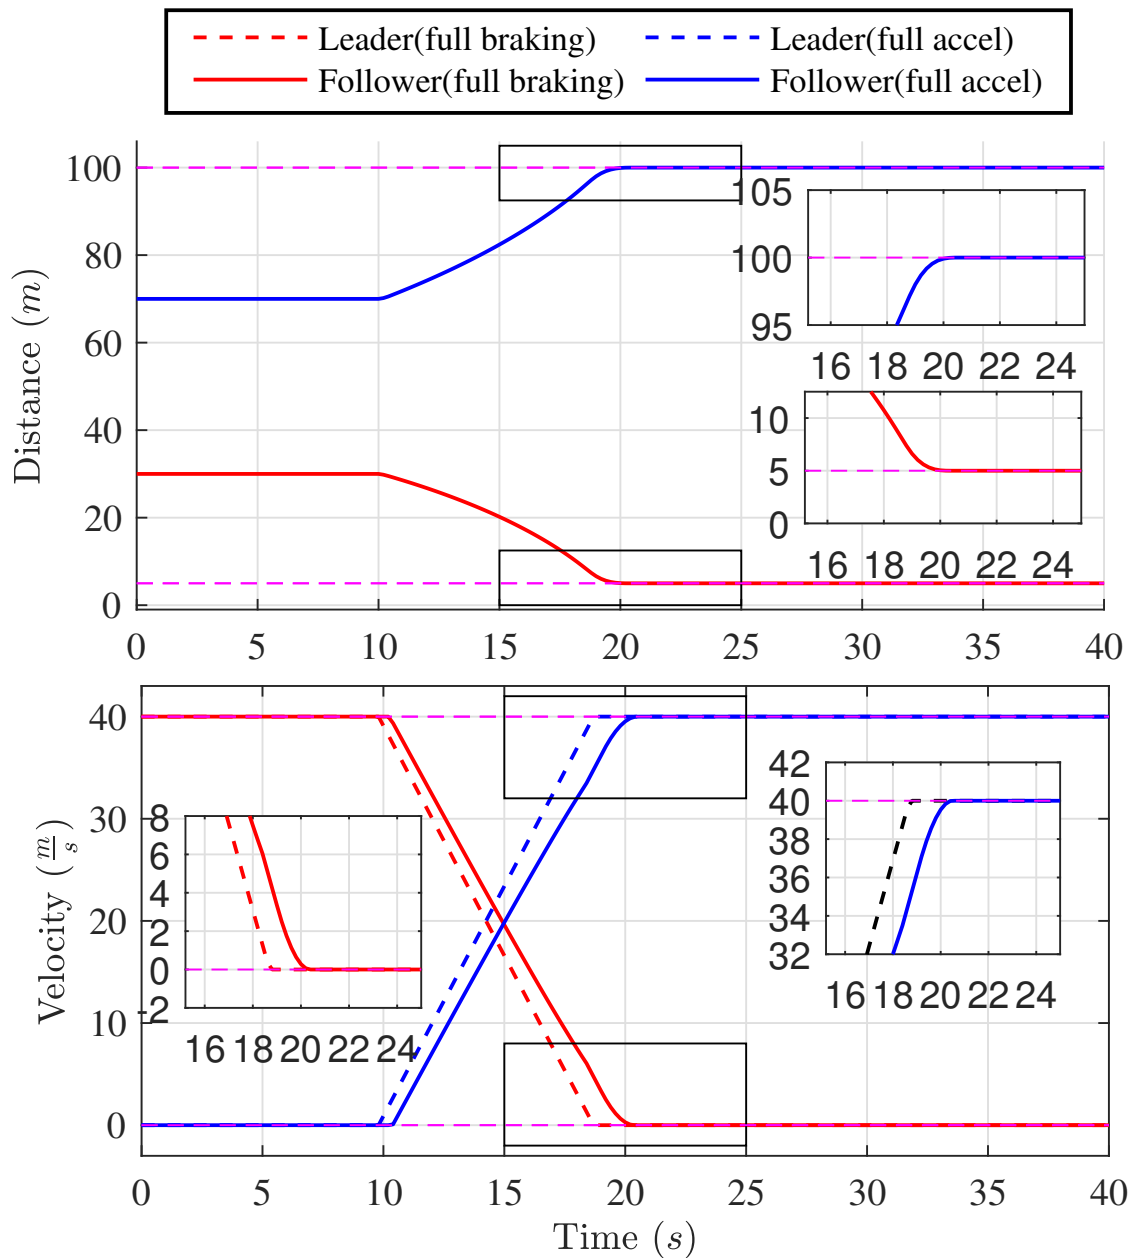 Leader(full braking) Leader(full accel)
Follower(full braking) Follower(full accel)
Distance (m)
100
80
60
40
20
0
0 5 10 15 20 25 30 35 40
105
100
95
16 18 20 22 24
10
5
0
16 18 20 22 24
Velocity (m/s)
40
30
20
10
0
0 5 10 15 20 25 30 35 40
8
6
4
2
0
-2
16 18 20 22 24
42
40
38
36
34
32
16 18 20 22 24
Time (s)